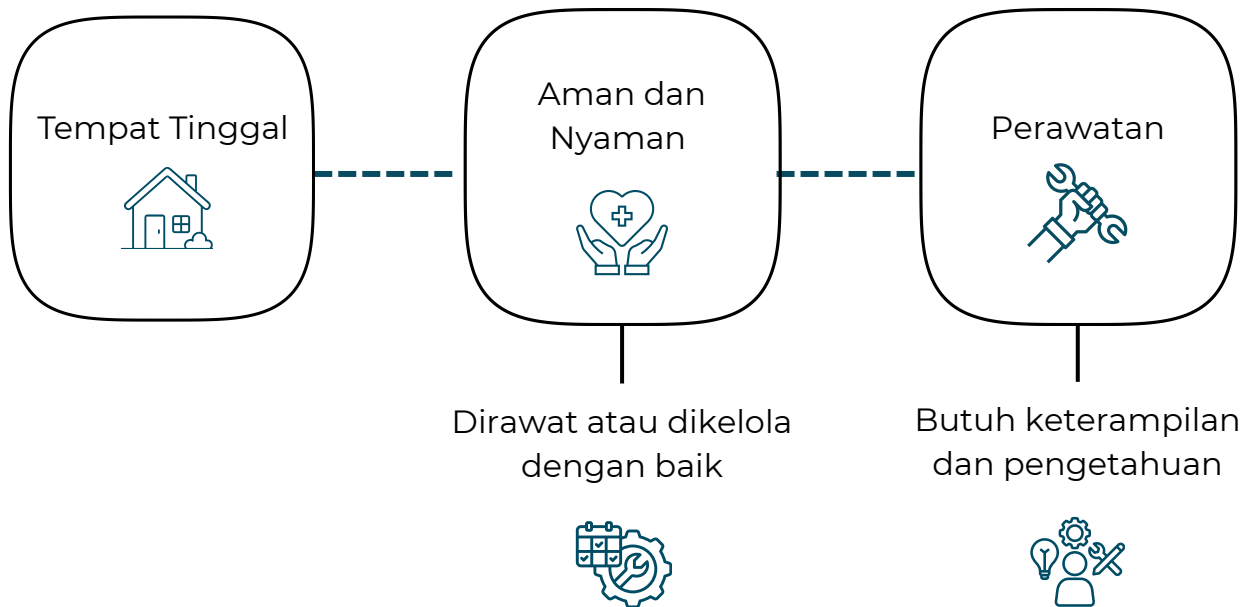 Tempat Tinggal
Aman dan
Nyaman
Perawatan
Dirawat atau dikelola
dengan baik
Butuh keterampilan
dan pengetahuan